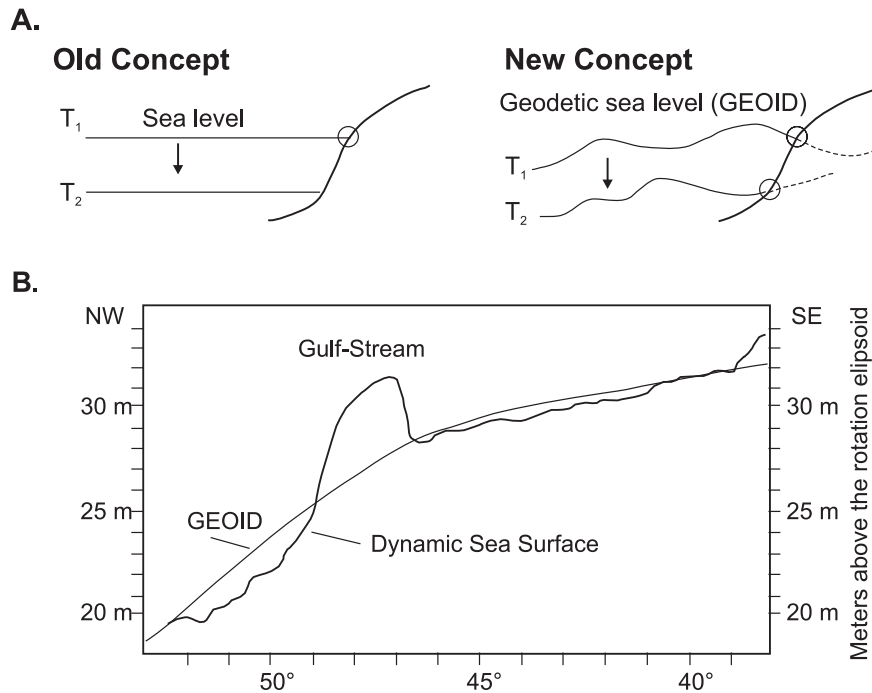 A.
Old Concept
T1
Sea level
T2
New Concept
Geodetic sea level (GEOID)
T1
T2
B.
NW
SE
Gulf-Stream
30 m
30 m
25 m
25 m
GEOID
Dynamic Sea Surface
20 m
20 m
50°
45°
40°
Meters above the rotation elipsoid